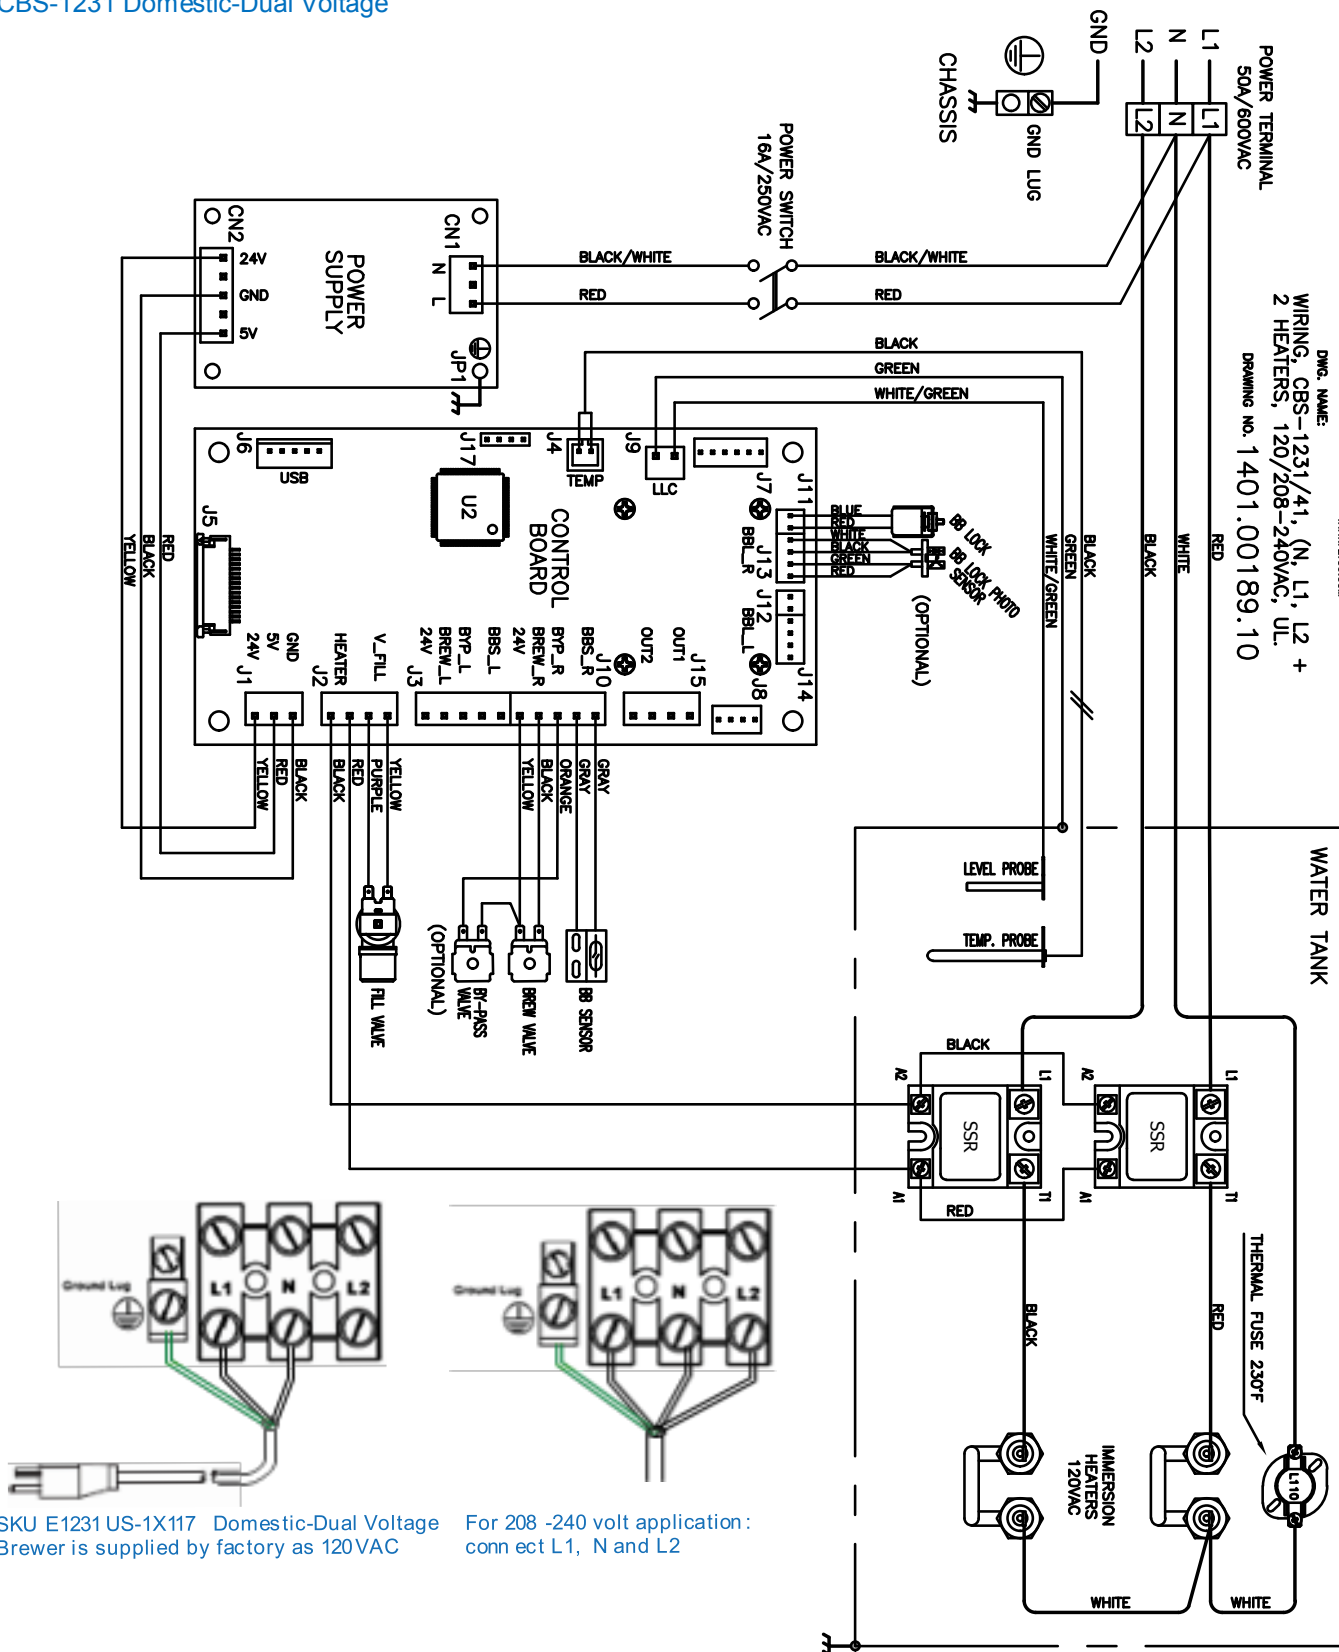 CBS-1231 Domestic-Dual Voltage
DWG. NAME:
WIRING, CBS-1231/41, (N, L1, L2 +
2 HEATERS, 120/208-240VAC, UL.
DRAWING NO. 1401.00189.10
POWER TERMINAL
50A/600VAC
L1
N
L2
GND
L1
N
L2
GND LUG
CHASSIS
POWER SWITCH
16A/250VAC
BLACK/WHITE
BLACK/WHITE
RED
RED
CN1
N
L
CN2
24V
GND
5V
POWER
SUPPLY
JP1
BLACK
GREEN
WHITE/GREEN
J6
USB
J17
J4
TEMP
J9
LLC
J7
J11
J13
BBL_R
J12
BBL_L
J14
J8
U2
CONTROL
BOARD
J5
BLUE
RED
WHITE
BLACK
GREEN
RED
BB LOCK
BB LOCK PHOTO
SENSOR
(OPTIONAL)
RED
BLACK
YELLOW
24V
5V
GND
J1
HEATER
V_FILL
J2
24V
BREW_L
BYP_L
BBS_L
J3
24V
BREW_R
BYP_R
BBS_R
J10
OUT2
OUT1
J15
YELLOW
RED
BLACK
BLACK
RED
PURPLE
YELLOW
YELLOW
BLACK
ORANGE
GRAY
GRAY
FILL VALVE
BY-PASS
VALVE
(OPTIONAL)
BREW VALVE
BB SENSOR
WHITE/GREEN
GREEN
BLACK
BLACK
WHITE
RED
WATER TANK
LEVEL PROBE
TEMP. PROBE
BLACK
A2
L1
SSR
A1
T1
A2
L1
SSR
A1
T1
RED
BLACK
RED
THERMAL FUSE 230°F
L110
IMMERSION
HEATERS
120VAC
WHITE
WHITE
Ground Lug
L1
N
L2
Ground Lug
L1
N
L2
SKU E1231US-1X117 Domestic-Dual Voltage
Brewer is supplied by factory as 120VAC
For 208 -240 volt application:
conn ect L1, N and L2